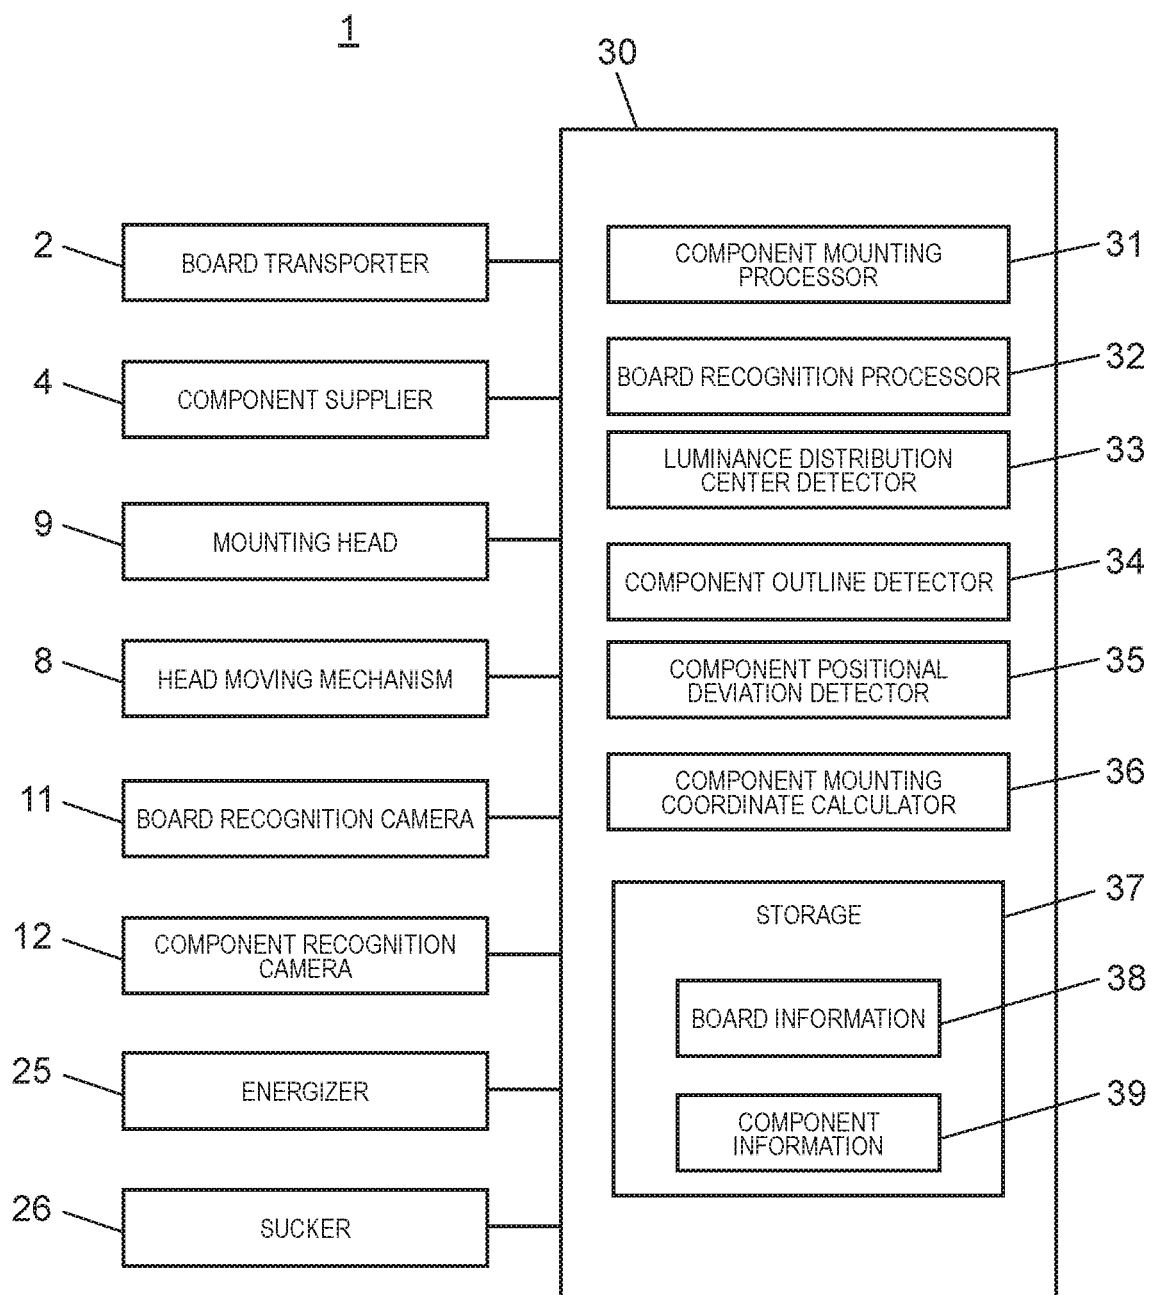 1
30
2
BOARD TRANSPORTER
4
COMPONENT SUPPLIER
9
MOUNTING HEAD
8
HEAD MOVING MECHANISM
11
BOARD RECOGNITION CAMERA
12
COMPONENT RECOGNITION
CAMERA
25
ENERGIZER
26
SUCKER
COMPONENT MOUNTING
PROCESSOR
31
BOARD RECOGNITION PROCESSOR
32
LUMINANCE DISTRIBUTION
CENTER DETECTOR
33
COMPONENT OUTLINE DETECTOR
34
COMPONENT POSITIONAL
DEVIATION DETECTOR
35
COMPONENT MOUNTING
COORDINATE CALCULATOR
36
STORAGE
37
BOARD INFORMATION
38
COMPONENT
INFORMATION
39